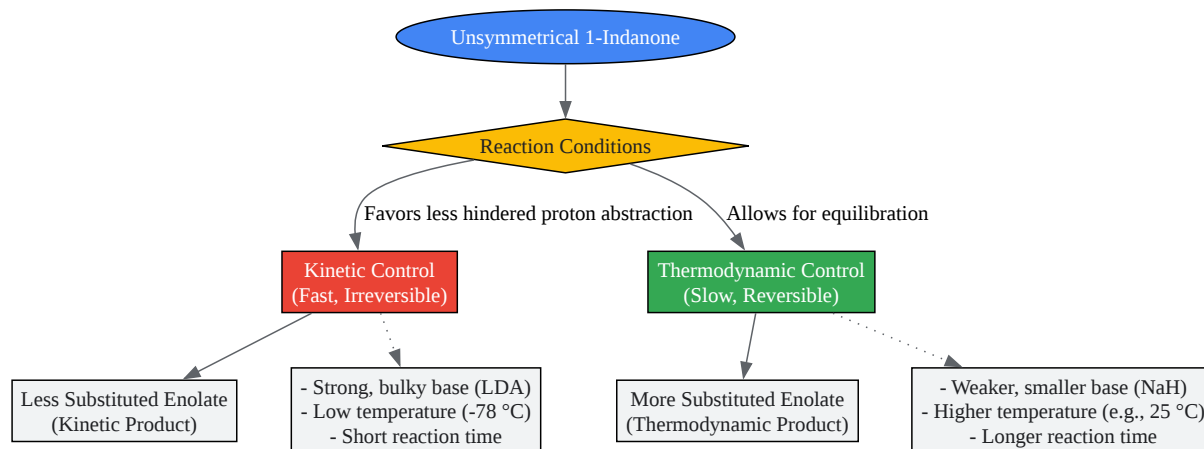 Unsymmetrical 1-Indanone
Reaction Conditions
Favors less hindered proton abstraction
Allows for equilibration
Kinetic Control
(Fast, Irreversible)
Thermodynamic Control
(Slow, Reversible)
Less Substituted Enolate
(Kinetic Product)
- Strong, bulky base (LDA)
- Low temperature (-78 °C)
- Short reaction time
More Substituted Enolate
(Thermodynamic Product)
- Weaker, smaller base (NaH)
- Higher temperature (e.g., 25 °C)
- Longer reaction time